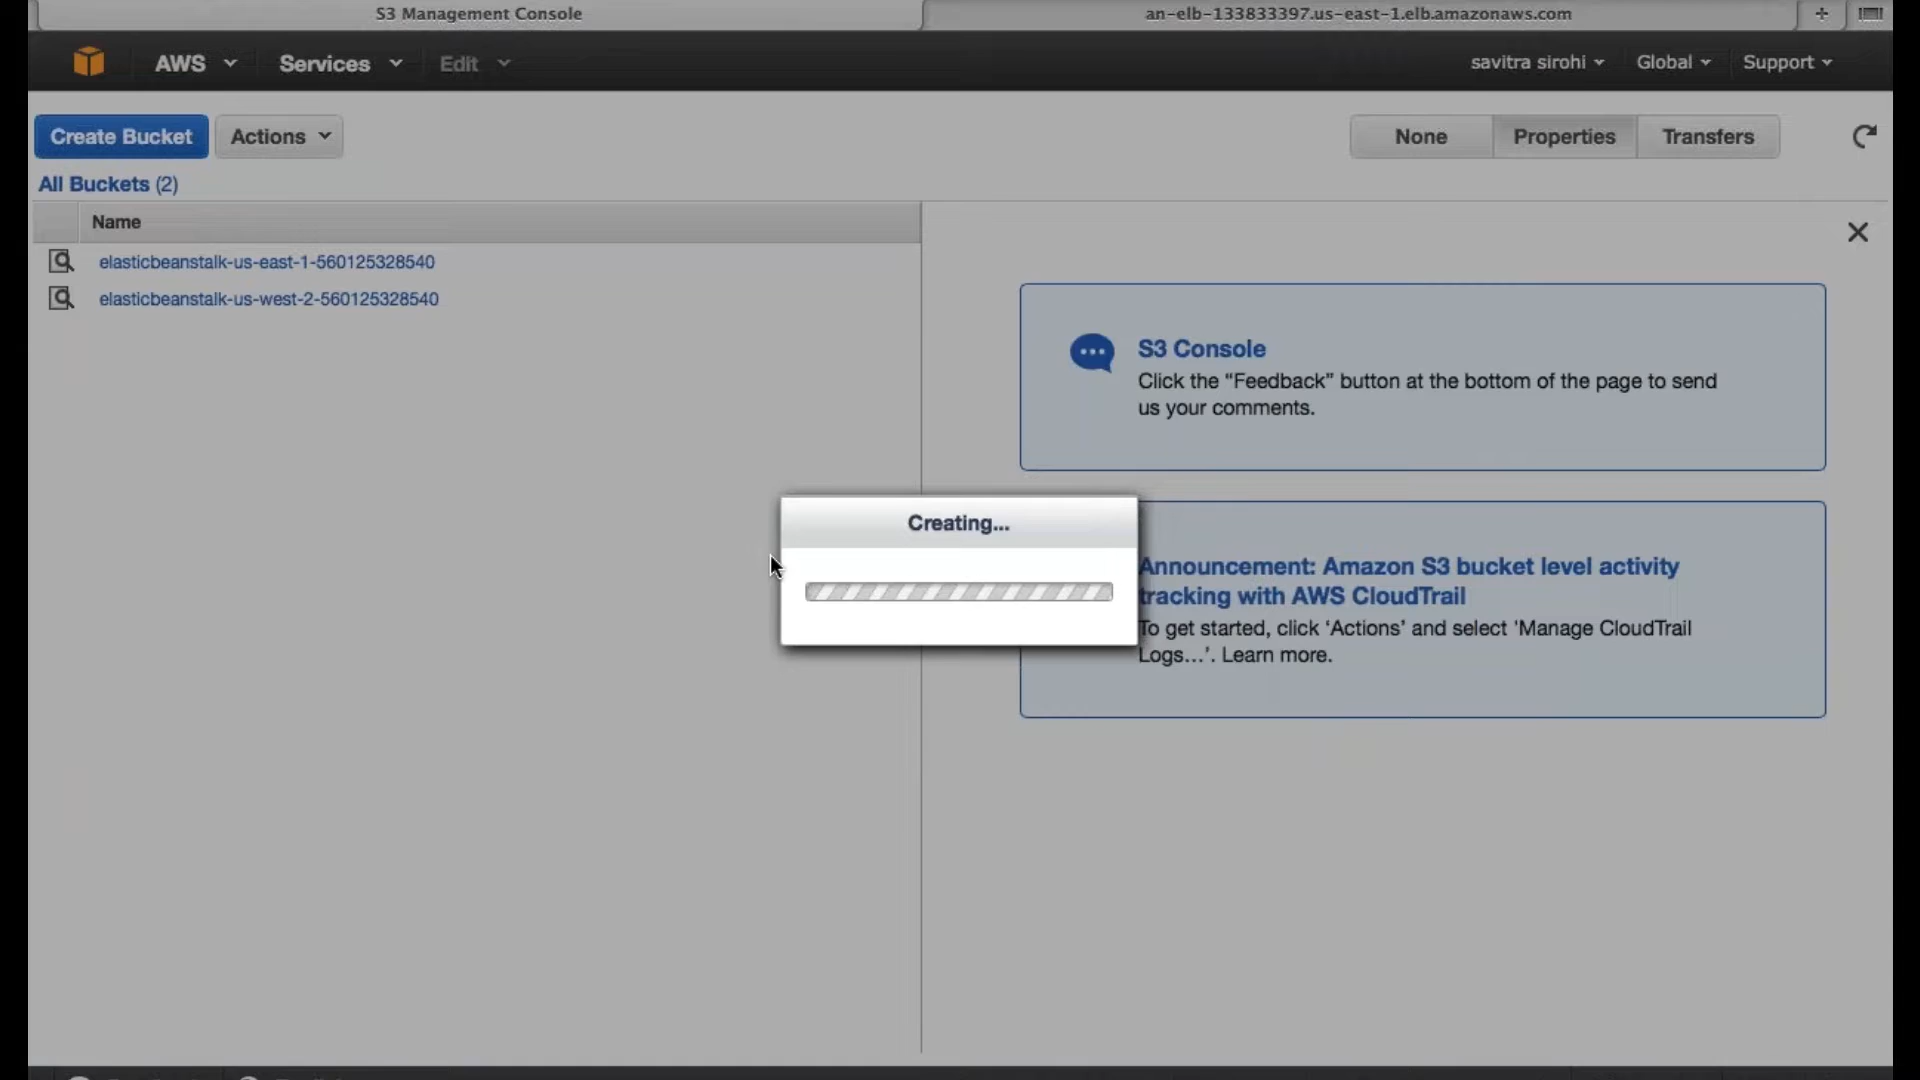 S3 Management Console
an-elb-133833397.us-east-1.elb.amazonaws.com
AWS Services Edit savitra sirohi Global Support
Create Bucket Actions None Properties Transfers
All Buckets (2)
Name
elasticbeanstalk-us-east-1-560125328540
elasticbeanstalk-us-west-2-560125328540
S3 Console
Click the “Feedback” button at the bottom of the page to send
us your comments.
Creating...
Announcement: Amazon S3 bucket level activity
tracking with AWS CloudTrail
To get started, click ‘Actions’ and select 'Manage CloudTrail
Logs...’. Learn more.